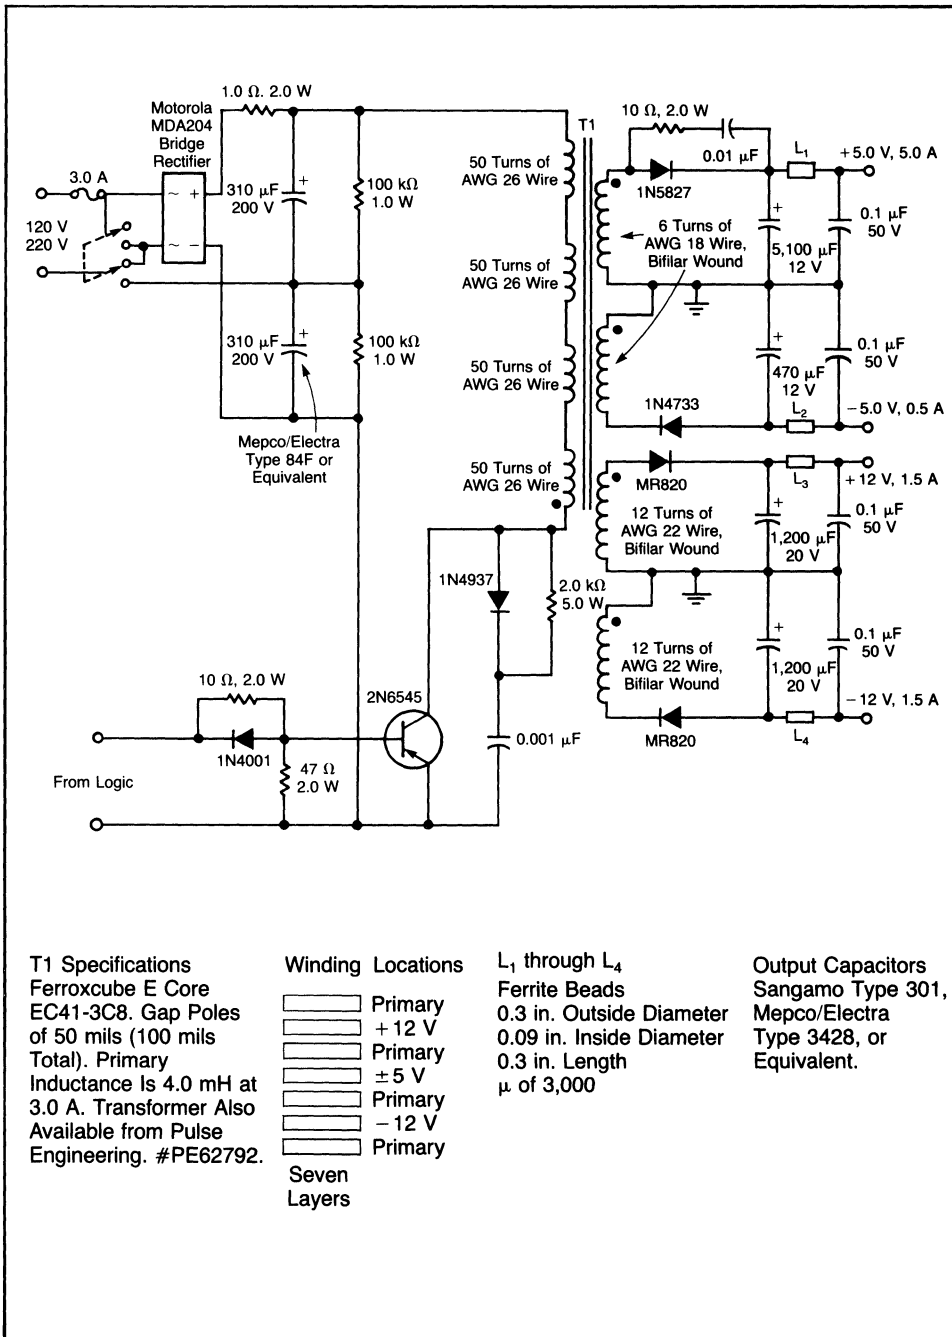 1.0 Ω. 2.0 W
Motorola
MDA204
Bridge
Rectifier
3.0 A
~ +
~ −
120 V
220 V
310 μF
200 V
+
100 kΩ
1.0 W
310 μF
200 V
+
100 kΩ
1.0 W
Mepco/Electra
Type 84F or
Equivalent
T1
50 Turns of
AWG 26 Wire
50 Turns of
AWG 26 Wire
50 Turns of
AWG 26 Wire
50 Turns of
AWG 26 Wire
10 Ω, 2.0 W
0.01 μF
1N5827
L1
+5.0 V, 5.0 A
6 Turns of
AWG 18 Wire,
Bifilar Wound
+
5,100 μF
12 V
0.1 μF
50 V
+
470 μF
12 V
0.1 μF
50 V
1N4733
L2
−5.0 V, 0.5 A
MR820
L3
+12 V, 1.5 A
12 Turns of
AWG 22 Wire,
Bifilar Wound
+
1,200 μF
20 V
0.1 μF
50 V
12 Turns of
AWG 22 Wire,
Bifilar Wound
+
1,200 μF
20 V
0.1 μF
50 V
MR820
L4
−12 V, 1.5 A
1N4937
2.0 kΩ
5.0 W
10 Ω, 2.0 W
1N4001
2N6545
0.001 μF
47 Ω
2.0 W
From Logic
T1 Specifications
Ferroxcube E Core
EC41-3C8. Gap Poles
of 50 mils (100 mils
Total). Primary
Inductance Is 4.0 mH at
3.0 A. Transformer Also
Available from Pulse
Engineering. #PE62792.
Winding Locations
Primary
+12 V
Primary
±5 V
Primary
−12 V
Primary
Seven
Layers
L1 through L4
Ferrite Beads
0.3 in. Outside Diameter
0.09 in. Inside Diameter
0.3 in. Length
μ of 3,000
Output Capacitors
Sangamo Type 301,
Mepco/Electra
Type 3428, or
Equivalent.